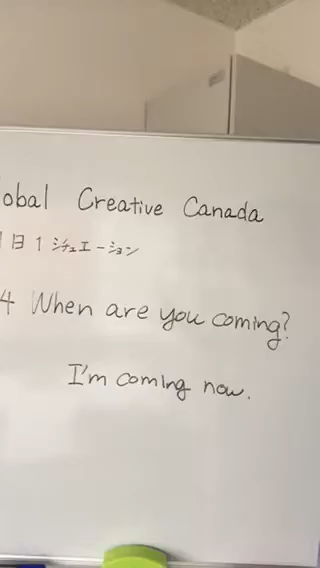 obal Creative Canada
1日1シチュエーション
4 When are you coming?
I'm coming now.